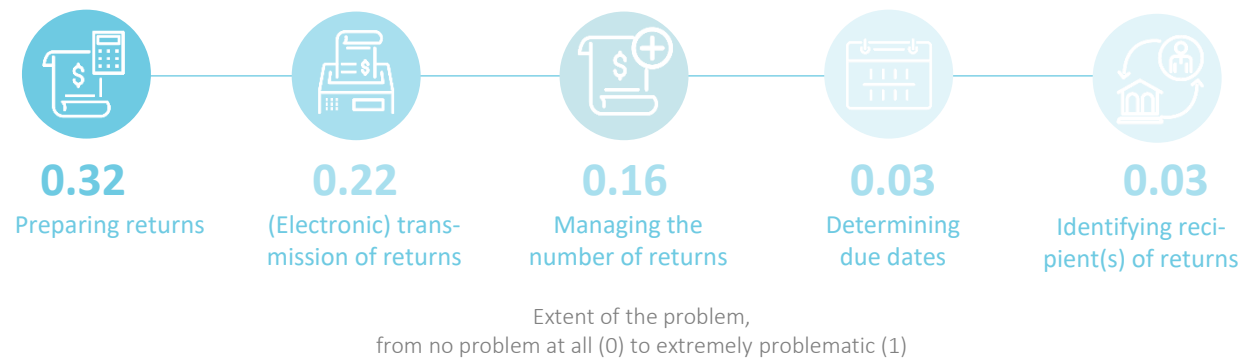 $
$
$
0.32
0.22
0.16
0.03
0.03
Preparing returns
(Electronic) trans-
mission of returns
Managing the
number of returns
Determining
due dates
Identifying reci-
pient(s) of returns
Extent of the problem,
from no problem at all (0) to extremely problematic (1)